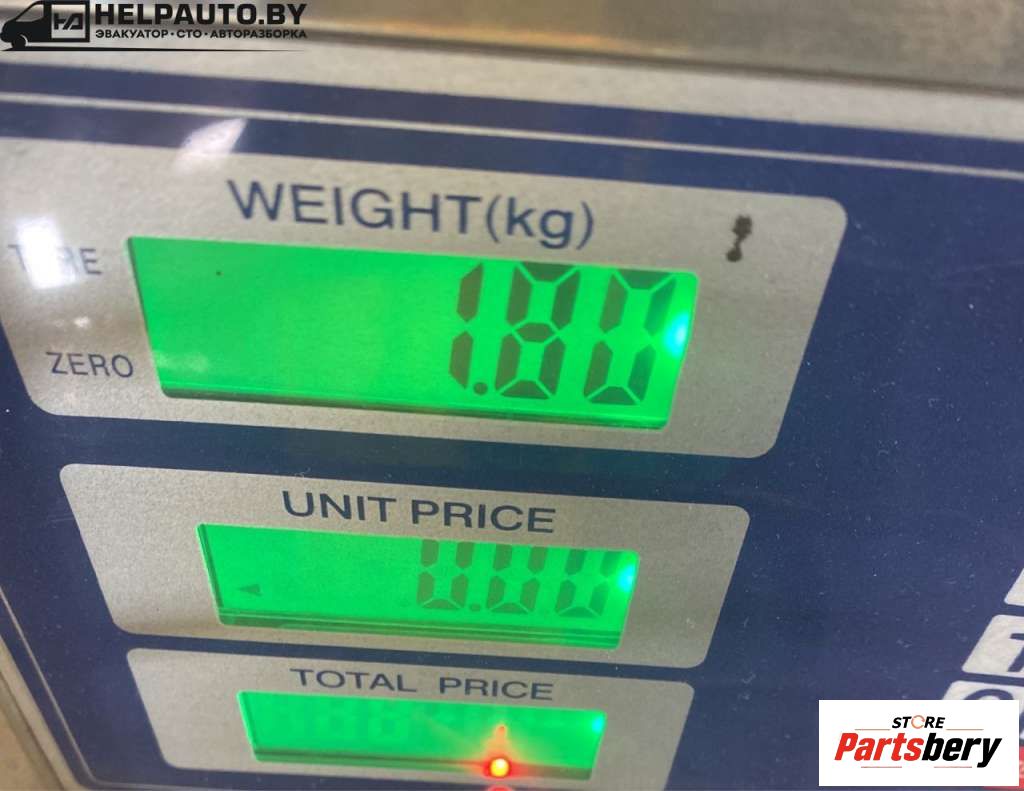 HELPAUTO.BY
ЭВАКУАТОР · СТО · АВТОРАЗБОРКА
WEIGHT(kg)
1.80
ZERO
UNIT PRICE
0.00
TOTAL PRICE
STORE
Partsbery